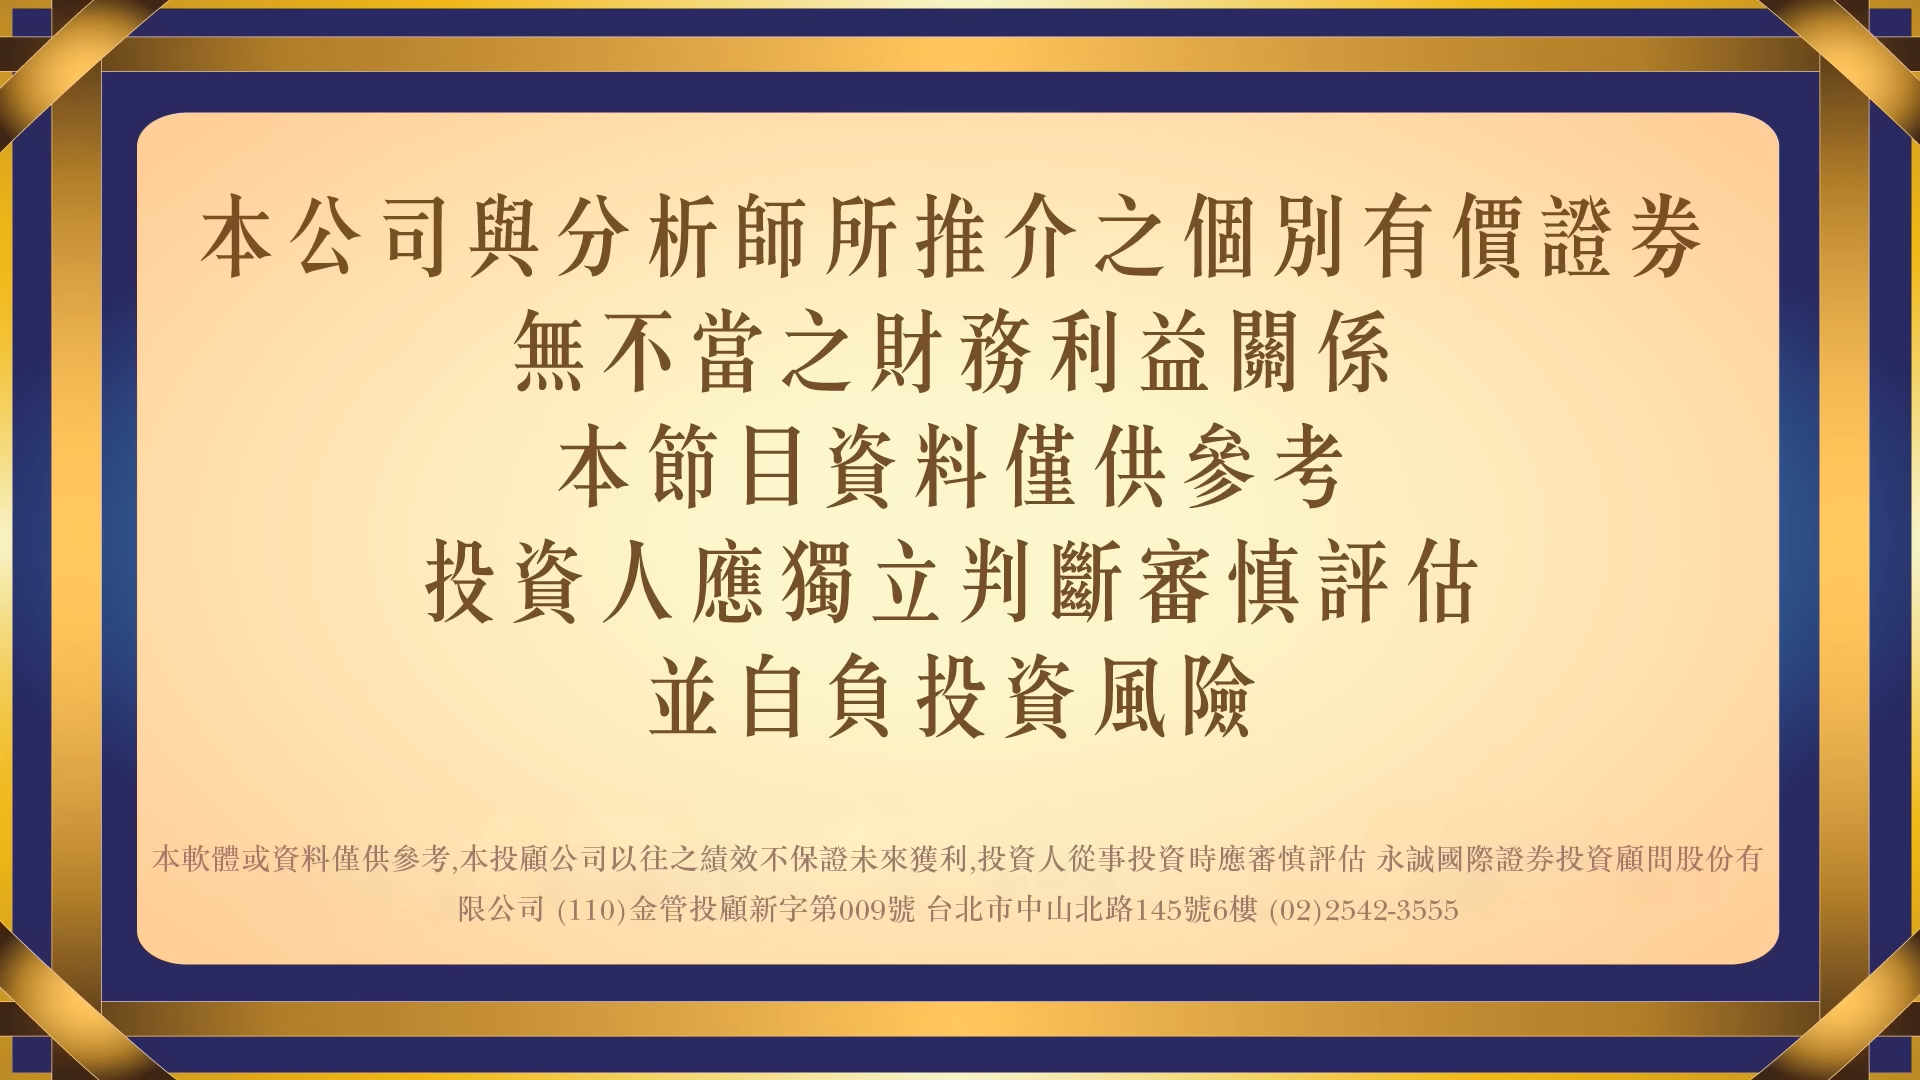 本公司與分析師所推介之個別有價證券
無不當之財務利益關係
本節目資料僅供參考
投資人應獨立判斷審慎評估
並自負投資風險
本軟體或資料僅供參考,本投顧公司以往之績效不保證未來獲利,投資人從事投資時應審慎評估 永誠國際證券投資顧問股份有
限公司 (110)金管投顧新字第009號 台北市中山北路145號6樓 (02)2542-3555